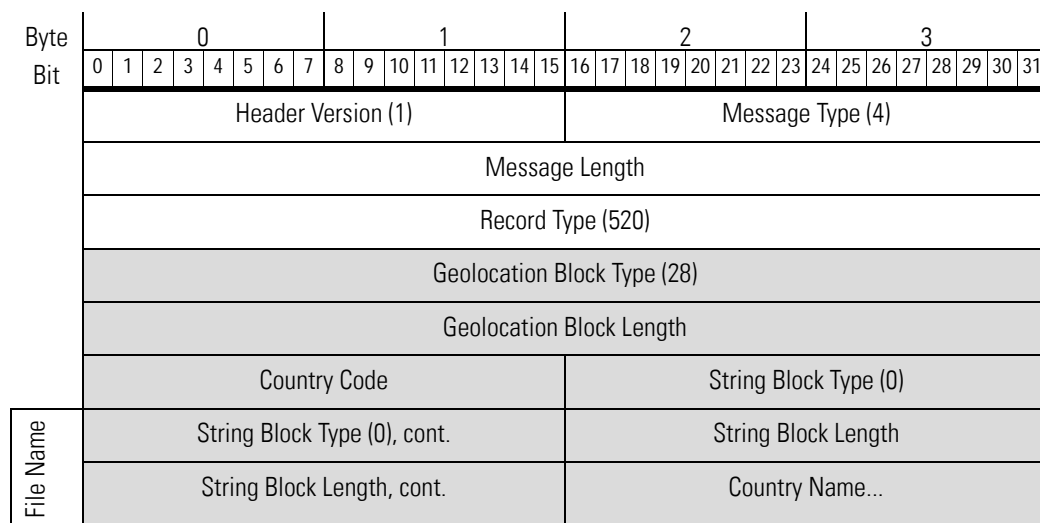 Byte 0 1 2 3
Bit 0 1 2 3 4 5 6 7 8 9 10 11 12 13 14 15 16 17 18 19 20 21 22 23 24 25 26 27 28 29 30 31
Header Version (1) Message Type (4)
Message Length
Record Type (520)
Geolocation Block Type (28)
Geolocation Block Length
Country Code String Block Type (0)
File Name
String Block Type (0), cont. String Block Length
String Block Length, cont. Country Name...